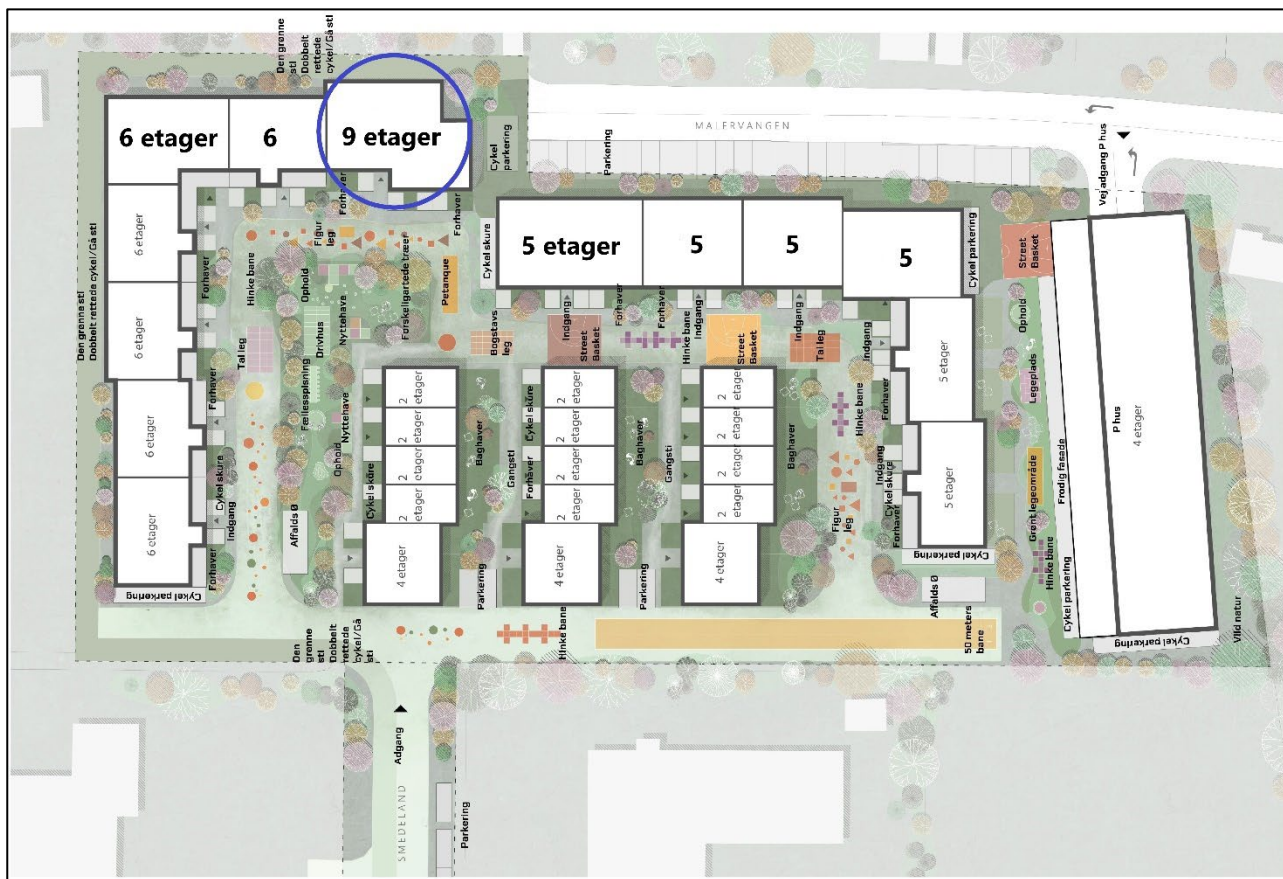 Den grønne
sti
Dobbelt
rettede
cykel/Gå sti
6 etager
6
9 etager
Cykel
parkering
Parkering
MALERVANGEN
Vej adgang P hus
Den grønne sti
Dobbelt rettede cykel/Gå sti
6 etager
6 etager
6 etager
6 etager
Forhaver
Forhaver
Forhaver
Figur
leg
Hinke bane
Ophold
Drivhus
Nyttehave
Forskelligartede træer
Petanque
Cykel skure
5 etager
5
5
5
Cykel parkering
Street
Basket
Forhaver
Tal leg
Fællesspisning
Nyttehave
Ophold
Forhaver
Cykel skure
Indgang
Forhaver
Affalds Ø
Cykel parkering
Bogstavs
leg
Indgang
Street
Basket
Forhaver
Forhaver
Hinke bane
Indgang
Street
Basket
Indgang
Tal leg
Indgang
Forhaver
Hinke bane
5 etager
Ophold
Legeplads
P hus
4 etager
Cykel skure
2 etager
2 etager
2 etager
2 etager
4 etager
Baghaver
Gangsti
Cykel skure
Forhaver
2 etager
2 etager
2 etager
2 etager
4 etager
Baghaver
Gangsti
2 etager
2 etager
2 etager
2 etager
4 etager
Baghaver
Figur
leg
Indgang
Cykel skure
Forhaver
5 etager
Cykel parkering
Affalds Ø
Frodig fasade
Grønt legeområde
Hinke bane
Cykel parkering
Cykel parkering
Vild natur
Parkering
Parkering
Den grønne
sti
Dobbelt
rettede
cykel/Gå
sti
Hinke bane
50 meters
bane
Adgang
SMEDELAND
Parkering